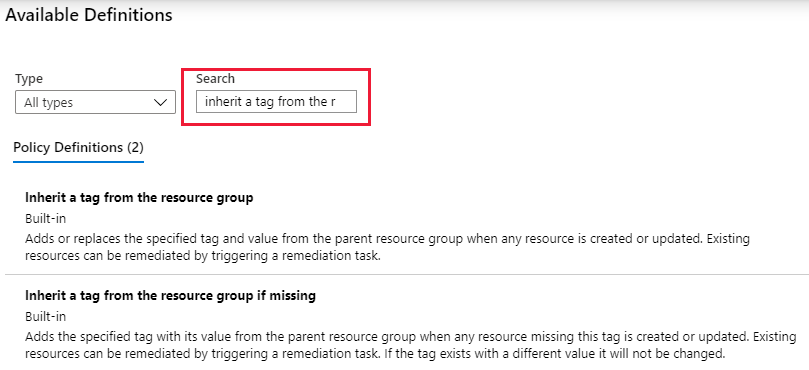 Available Definitions
Type
Search
All types
inherit a tag from the r
Policy Definitions (2)
Inherit a tag from the resource group
Built-in
Adds or replaces the specified tag and value from the parent resource group when any resource is created or updated. Existing
resources can be remediated by triggering a remediation task.
Inherit a tag from the resource group if missing
Built-in
Adds the specified tag with its value from the parent resource group when any resource missing this tag is created or updated. Existing
resources can be remediated by triggering a remediation task. If the tag exists with a different value it will not be changed.